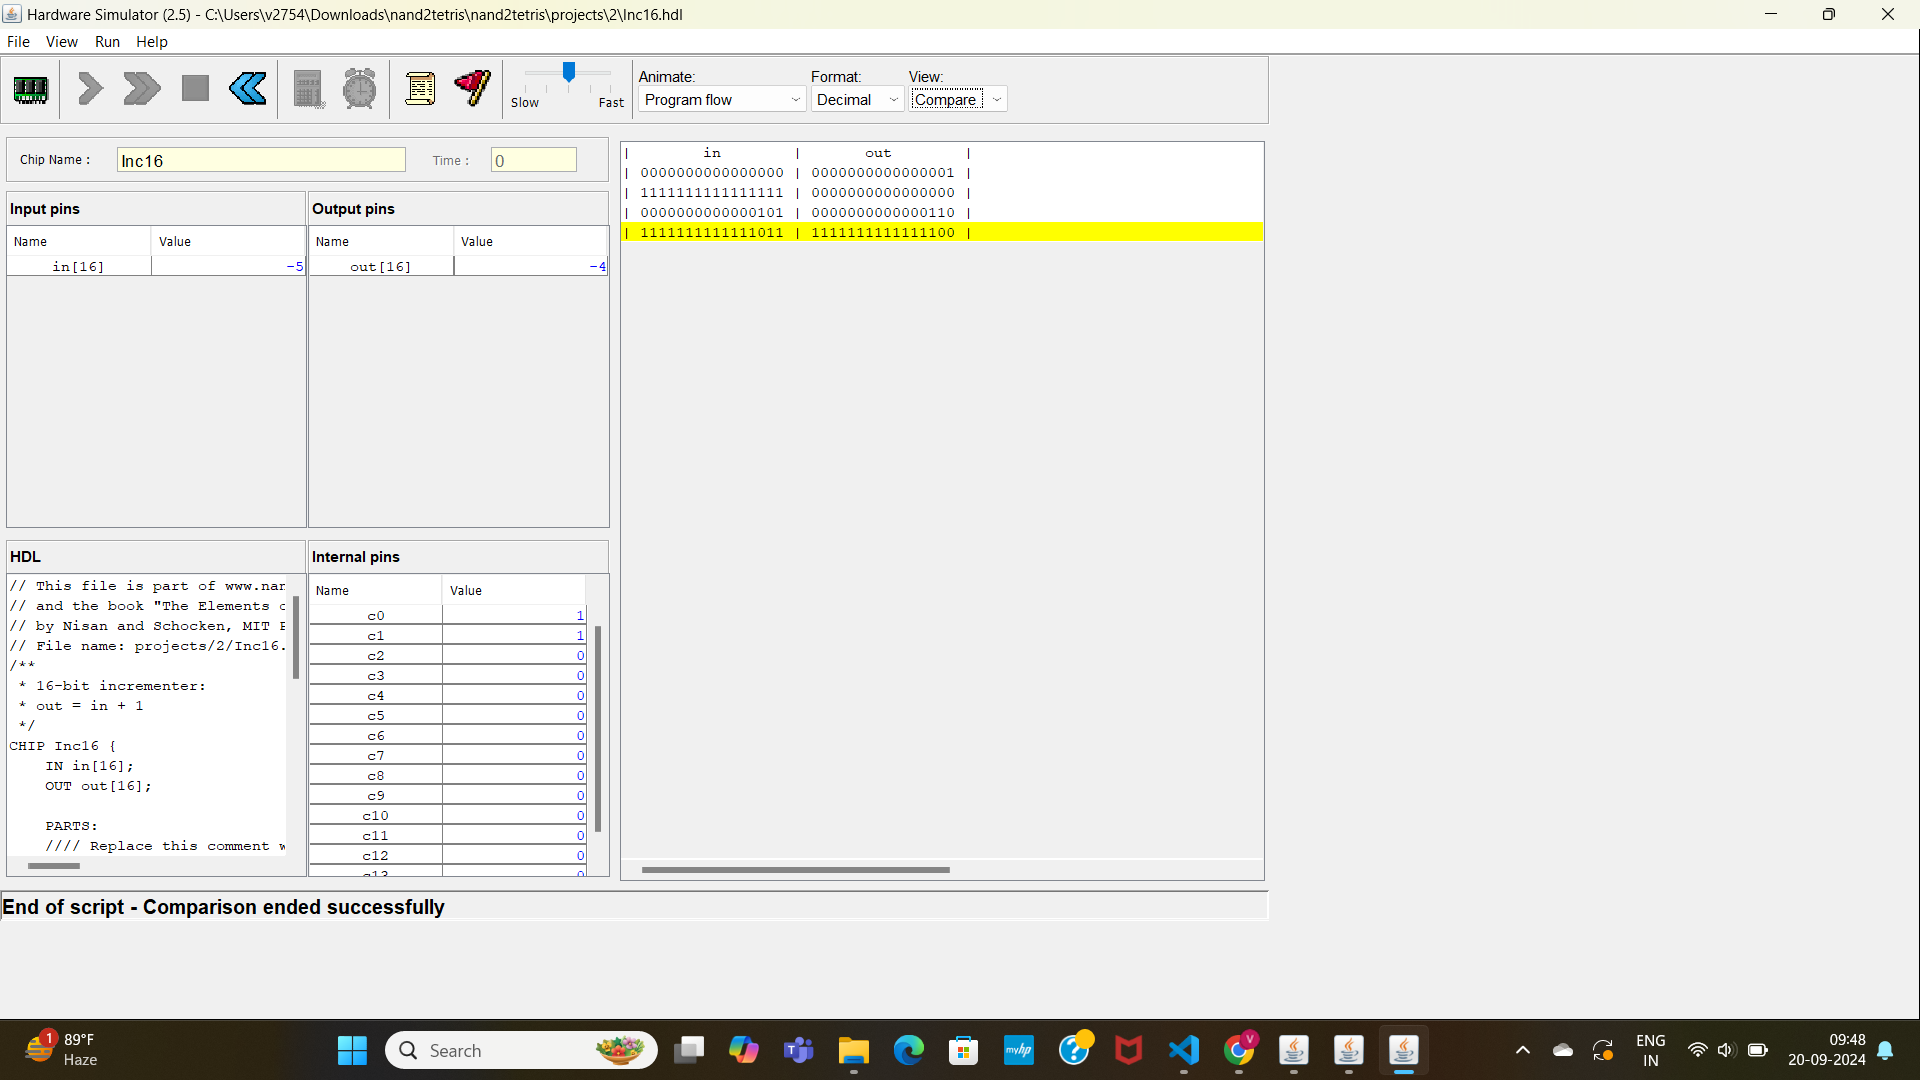 Hardware Simulator (2.5) - C:\Users\v2754\Downloads\nand2tetris\nand2tetris\projects\2\Inc16.hdl
File View Run Help
Slow Fast
Animate: Format: View:
Program flow Decimal Compare
Chip Name : Inc16 Time : 0
Input pins Output pins
Name Value Name Value
in[16] -5 out[16] -4
| in | out |
| 0000000000000000 | 0000000000000001 |
| 1111111111111111 | 0000000000000000 |
| 0000000000000101 | 0000000000000110 |
| 1111111111111011 | 1111111111111100 |
HDL
// This file is part of www.nan
// and the book "The Elements o
// by Nisan and Schocken, MIT P
// File name: projects/2/Inc16.
/**
* 16-bit incrementer:
* out = in + 1
*/
CHIP Inc16 {
IN in[16];
OUT out[16];
PARTS:
//// Replace this comment w
Internal pins
Name Value
c0 1
c1 1
c2 0
c3 0
c4 0
c5 0
c6 0
c7 0
c8 0
c9 0
c10 0
c11 0
c12 0
c13 0
End of script - Comparison ended successfully
1
89°F
Haze
Search
myhp
V
ENG
IN
09:48
20-09-2024